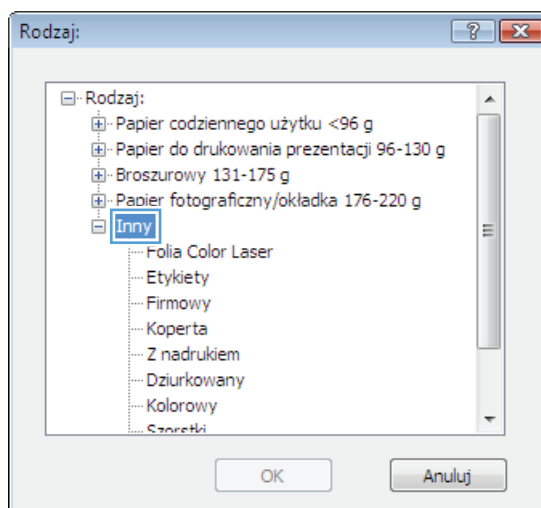 Rodzaj:
Rodzaj:
Papier codziennego użytku <96 g
Papier do drukowania prezentacji 96-130 g
Broszurowy 131-175 g
Papier fotograficzny/okładka 176-220 g
Inny
Folia Color Laser
Etykiety
Firmowy
Koperta
Z nadrukiem
Dziurkowany
Kolorowy
Szorstki
OK Anuluj